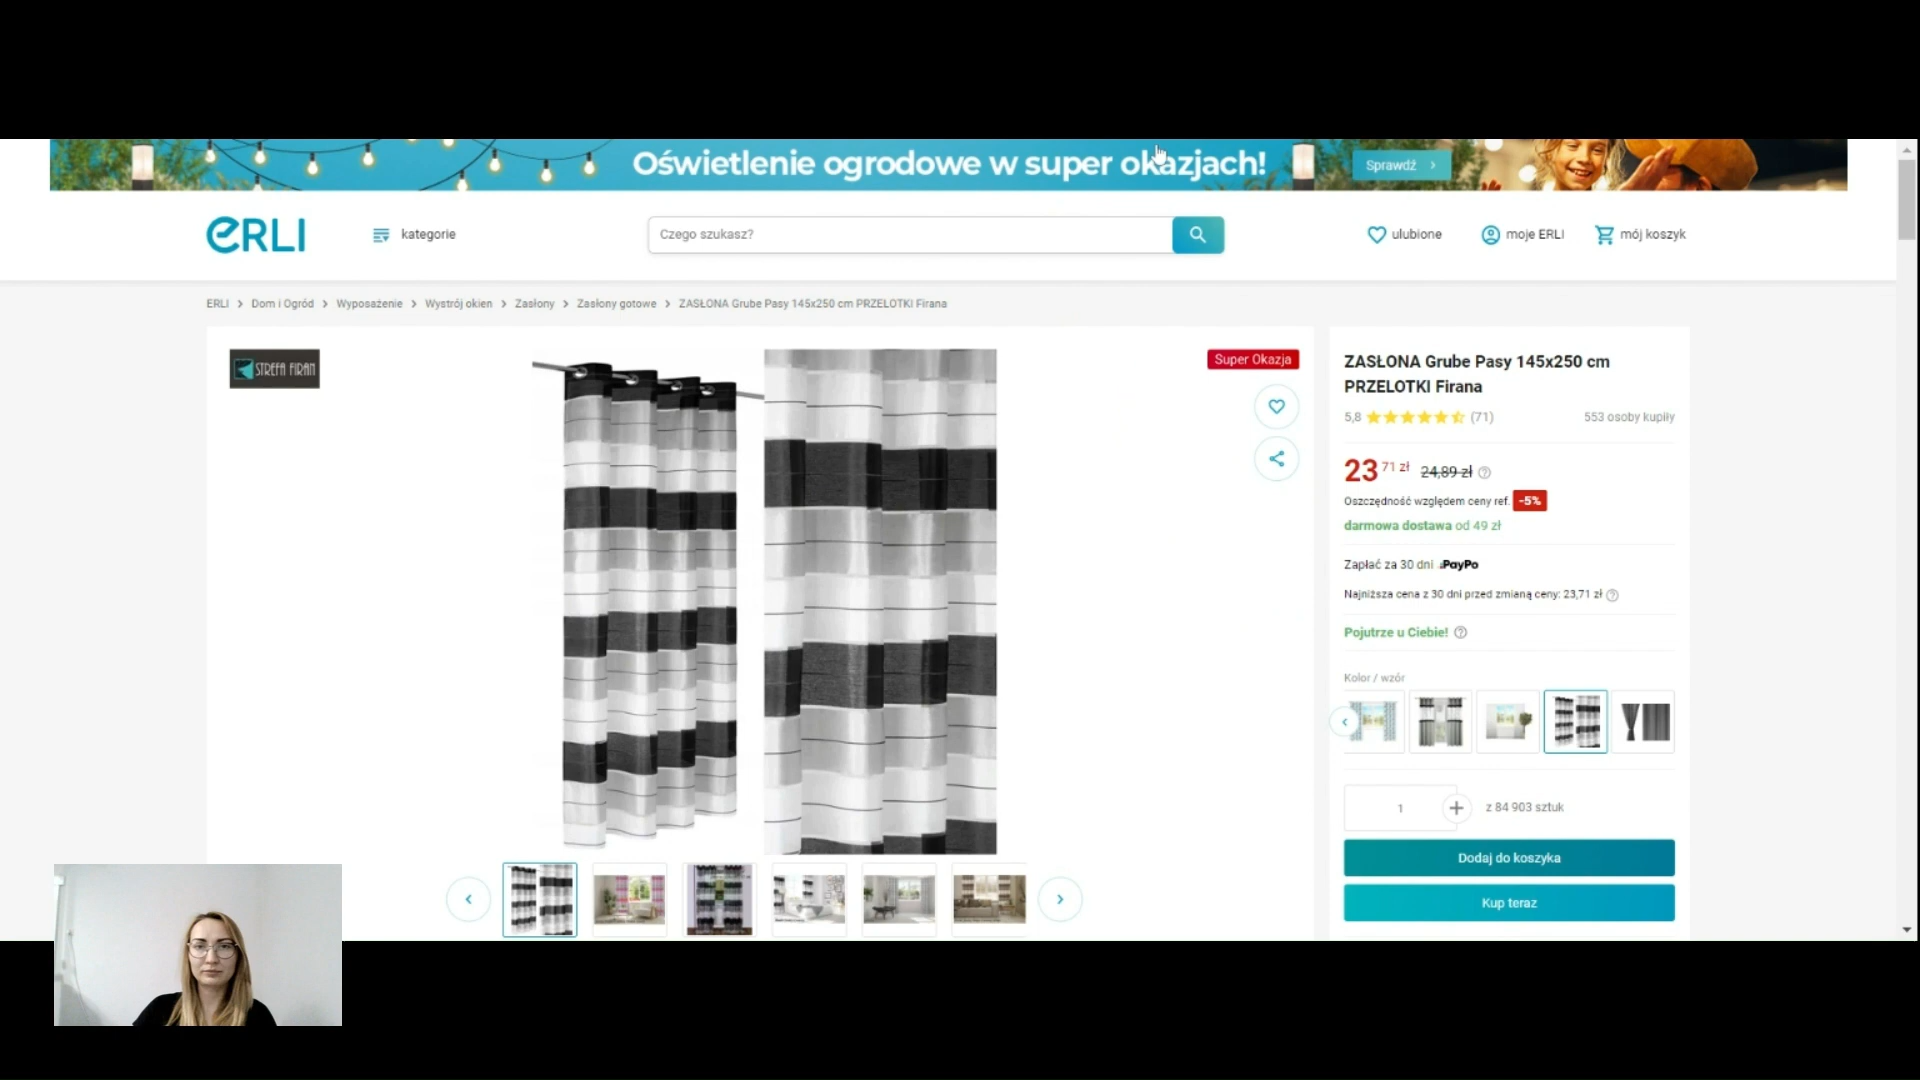 Oświetlenie ogrodowe w super okazjach!
Sprawdź
ERLI
kategorie
Czego szukasz?
ulubione
moje ERLI
mój koszyk
ERLI > Dom i Ogród > Wyposażenie > Wystrój okien > Zasłony > Zasłony gotowe > ZASŁONA Grube Pasy 145x250 cm PRZELOTKI Firana
STREFA FIRAN
Super Okazja
ZASŁONA Grube Pasy 145x250 cm
PRZELOTKI Firana
5,8 (71)
553 osoby kupiły
23 71 zł 24,89 zł
Oszczędność względem ceny ref. -5%
darmowa dostawa od 49 zł
Zapłać za 30 dni PayPo
Najniższa cena z 30 dni przed zmianą ceny: 23,71 zł
Pojutrze u Ciebie!
Kolor / wzór
1
z 84 903 sztuk
Dodaj do koszyka
Kup teraz